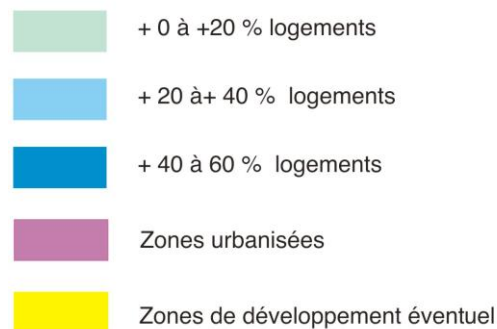 + 0 à +20 % logements
+ 20 à+ 40 % logements
+ 40 à 60 % logements
Zones urbanisées
Zones de développement éventuel